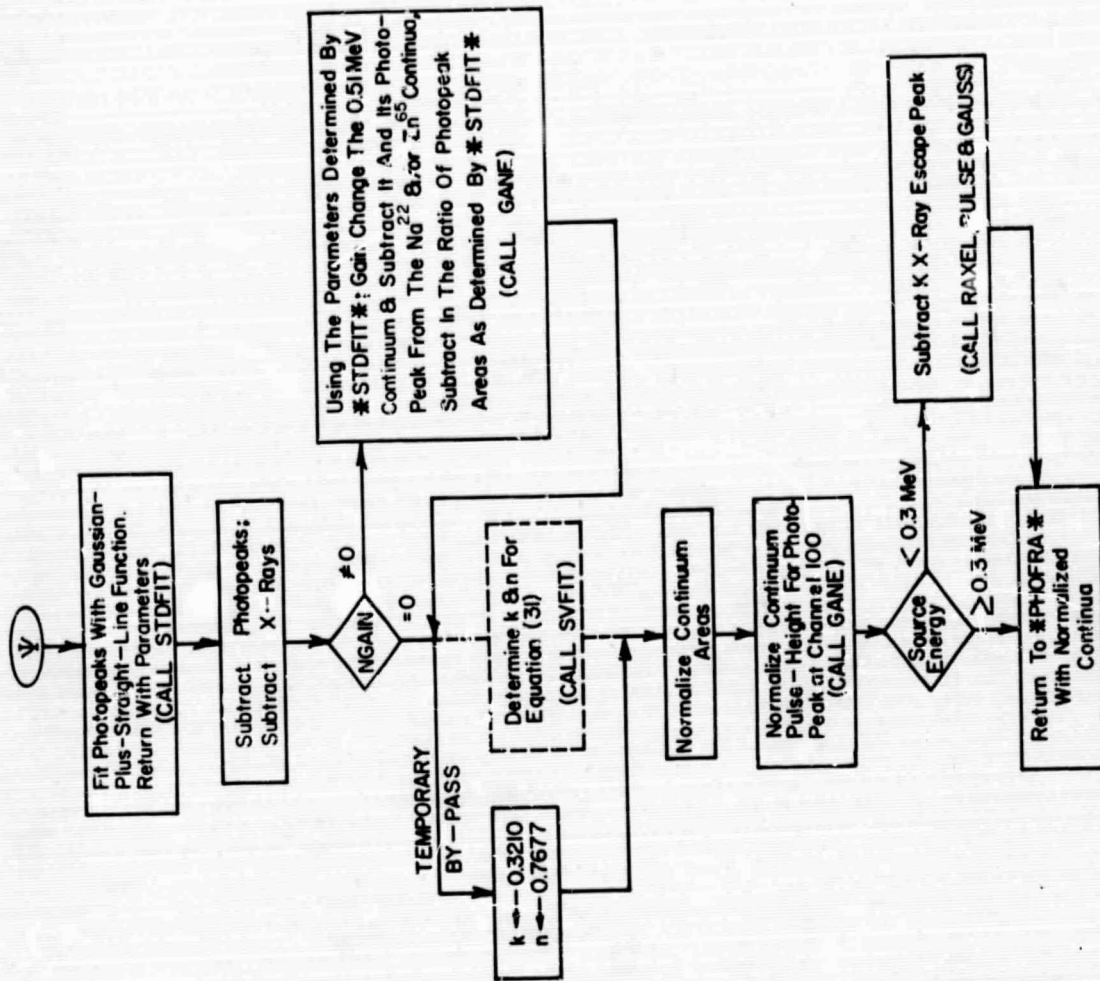 Ψ
Fit Photopeaks With Gaussian-
Plus-Straight-Line Function.
Return With Parameters
(CALL STDFIT)
Subtract Photopeaks;
Subtract X-Rays
NGAIN
≠0
=0
Using The Parameters Determined By
*STDFIT*: Gain Change The 0.51 MeV
Continuum & Subtract It And Its Photo-
Peak From The Na22 &/or Zn65 Continua,
Subtract In The Ratio Of Photopeak
Areas As Determined By *STDFIT*
(CALL GANE)
TEMPORARY
BY-PASS
k ← 0.3210
n ← 0.7677
Determine k & n For
Equation (31)
(CALL SVFIT)
Normalize Continuum
Areas
Normalize Continuum
Pulse-Height For Photo-
Peak at Channel 100
(CALL GANE)
Source
Energy
< 0.3 MeV
≥ 0.3 MeV
Subtract K X-Ray Escape Peak
(CALL RAXEL, PULSE & GAUSS)
Return To *PHOFRA*
With Normalized
Continua